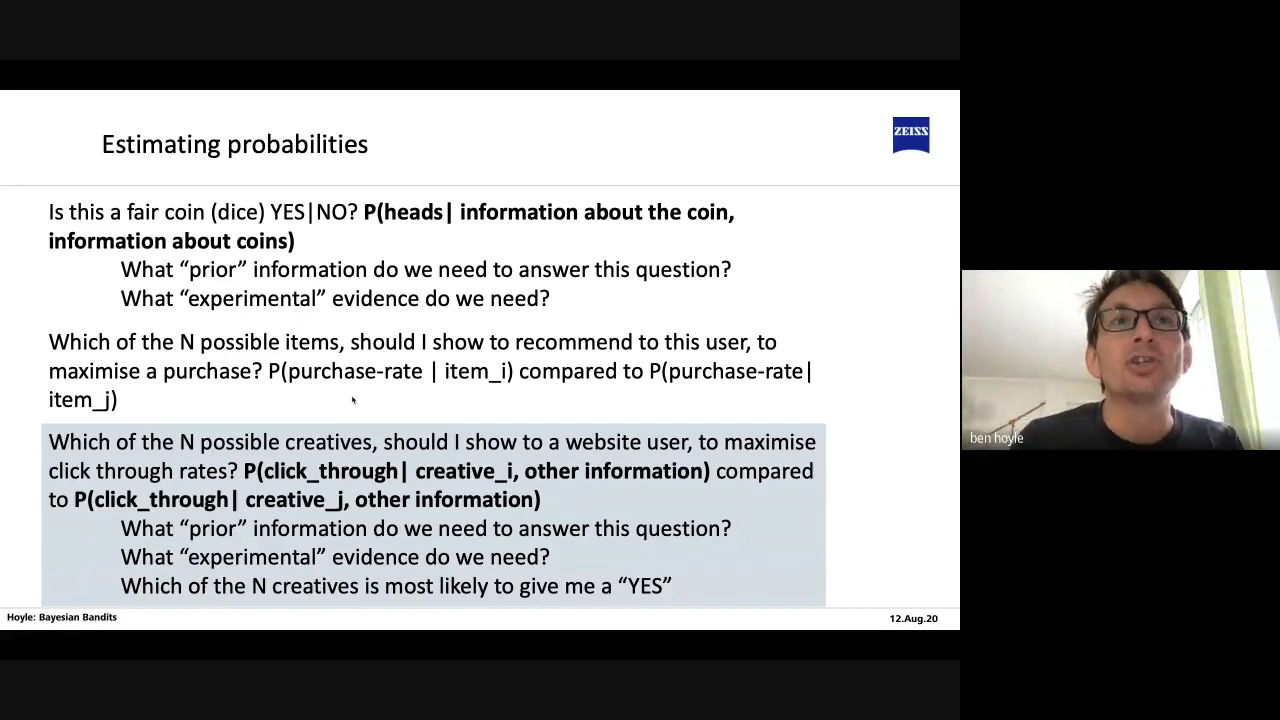 Estimating probabilities
ZEISS
Is this a fair coin (dice) YES|NO? P(heads| information about the coin,
information about coins)
What “prior” information do we need to answer this question?
What “experimental” evidence do we need?
Which of the N possible items, should I show to recommend to this user, to
maximise a purchase? P(purchase-rate | item_i) compared to P(purchase-rate|
item_j)
Which of the N possible creatives, should I show to a website user, to maximise
click through rates? P(click_through| creative_i, other information) compared
to P(click_through| creative_j, other information)
What “prior” information do we need to answer this question?
What “experimental” evidence do we need?
Which of the N creatives is most likely to give me a “YES”
Hoyle: Bayesian Bandits
12.Aug.20
ben hoyle